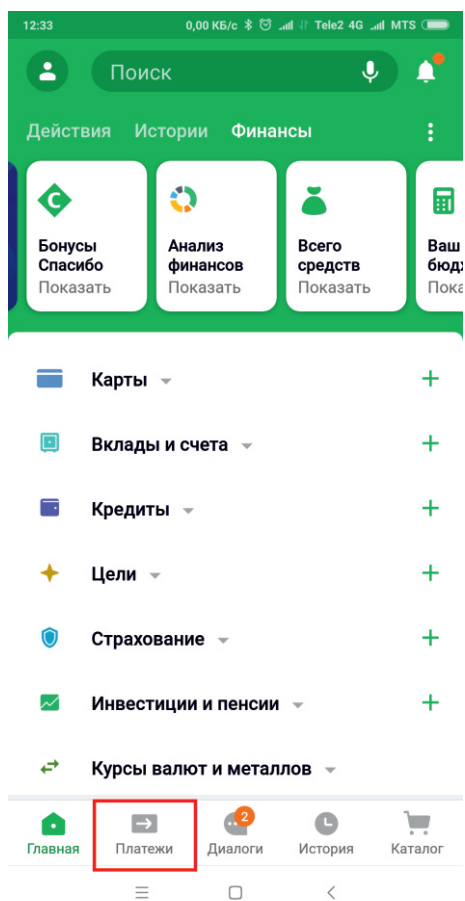 12:33 0,00 КБ/с Tele2 4G MTS
Поиск
Действия Истории Финансы
С
Бонусы Спасибо Показать
Анализ финансов Показать
Всего средств Показать
Ваш
Карты
Вклады и счета
Кредиты
Цели
Страхование
Инвестиции и пенсии
Курсы валют и металлов
2
Главная Платежи Диалоги История Каталог